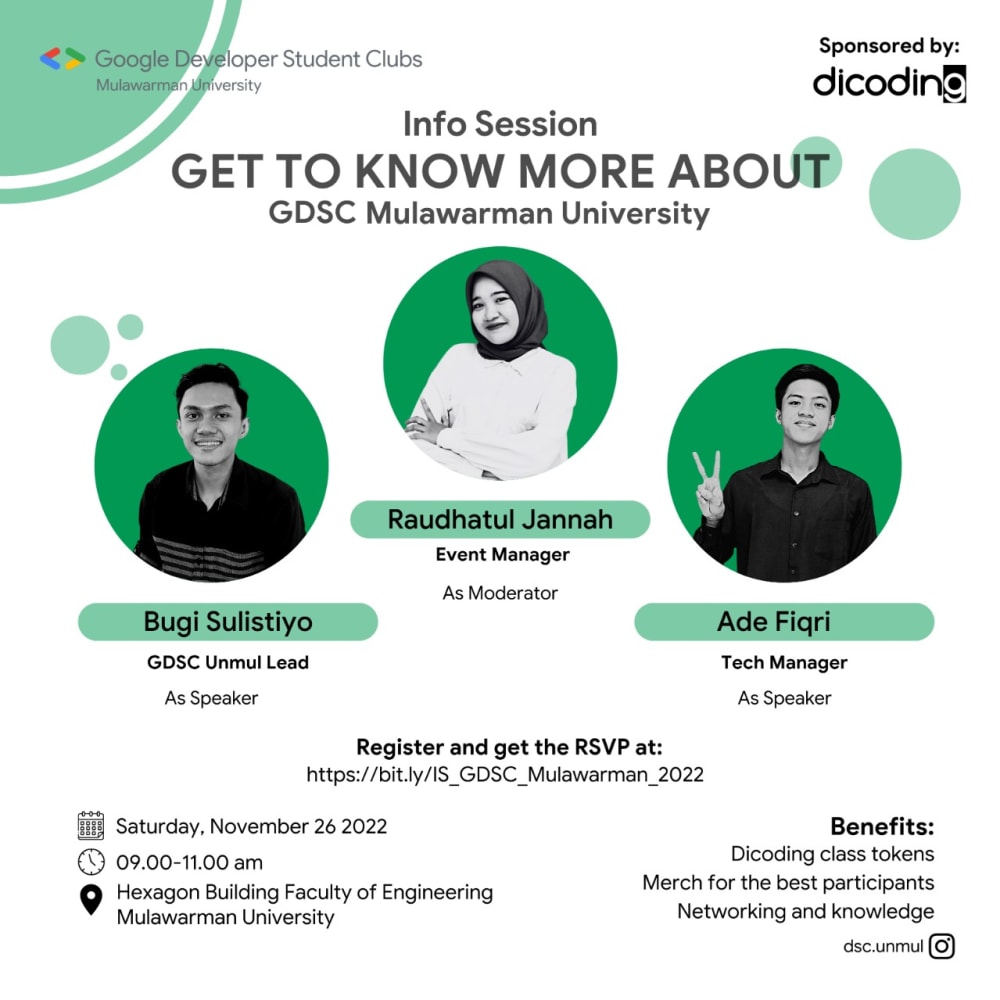 Google Developer Student Clubs
Mulawarman University
Sponsored by:
dicoding
Info Session
GET TO KNOW MORE ABOUT
GDSC Mulawarman University
Raudhatul Jannah
Event Manager
As Moderator
Bugi Sulistiyo
GDSC Unmul Lead
As Speaker
Ade Fiqri
Tech Manager
As Speaker
Register and get the RSVP at:
https://bit.ly/IS_GDSC_Mulawarman_2022
Saturday, November 26 2022
09.00-11.00 am
Hexagon Building Faculty of Engineering
Mulawarman University
Benefits:
Dicoding class tokens
Merch for the best participants
Networking and knowledge
dsc.unmul